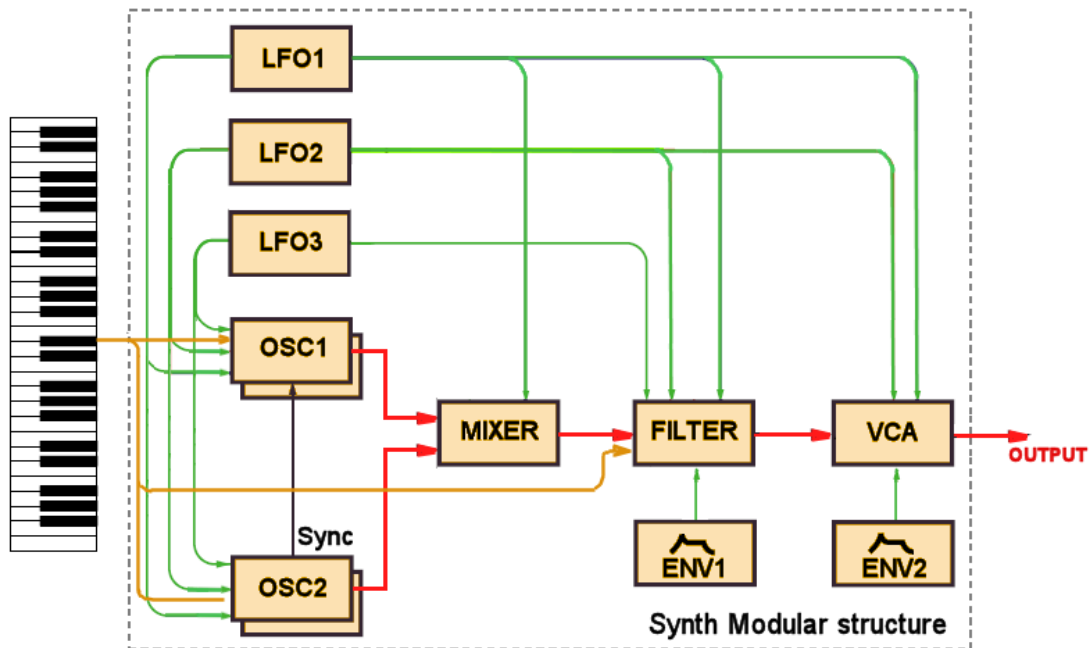 LFO1
LFO2
LFO3
OSC1
MIXER
FILTER
VCA
OUTPUT
Sync
OSC2
ENV1
ENV2
Synth Modular structure